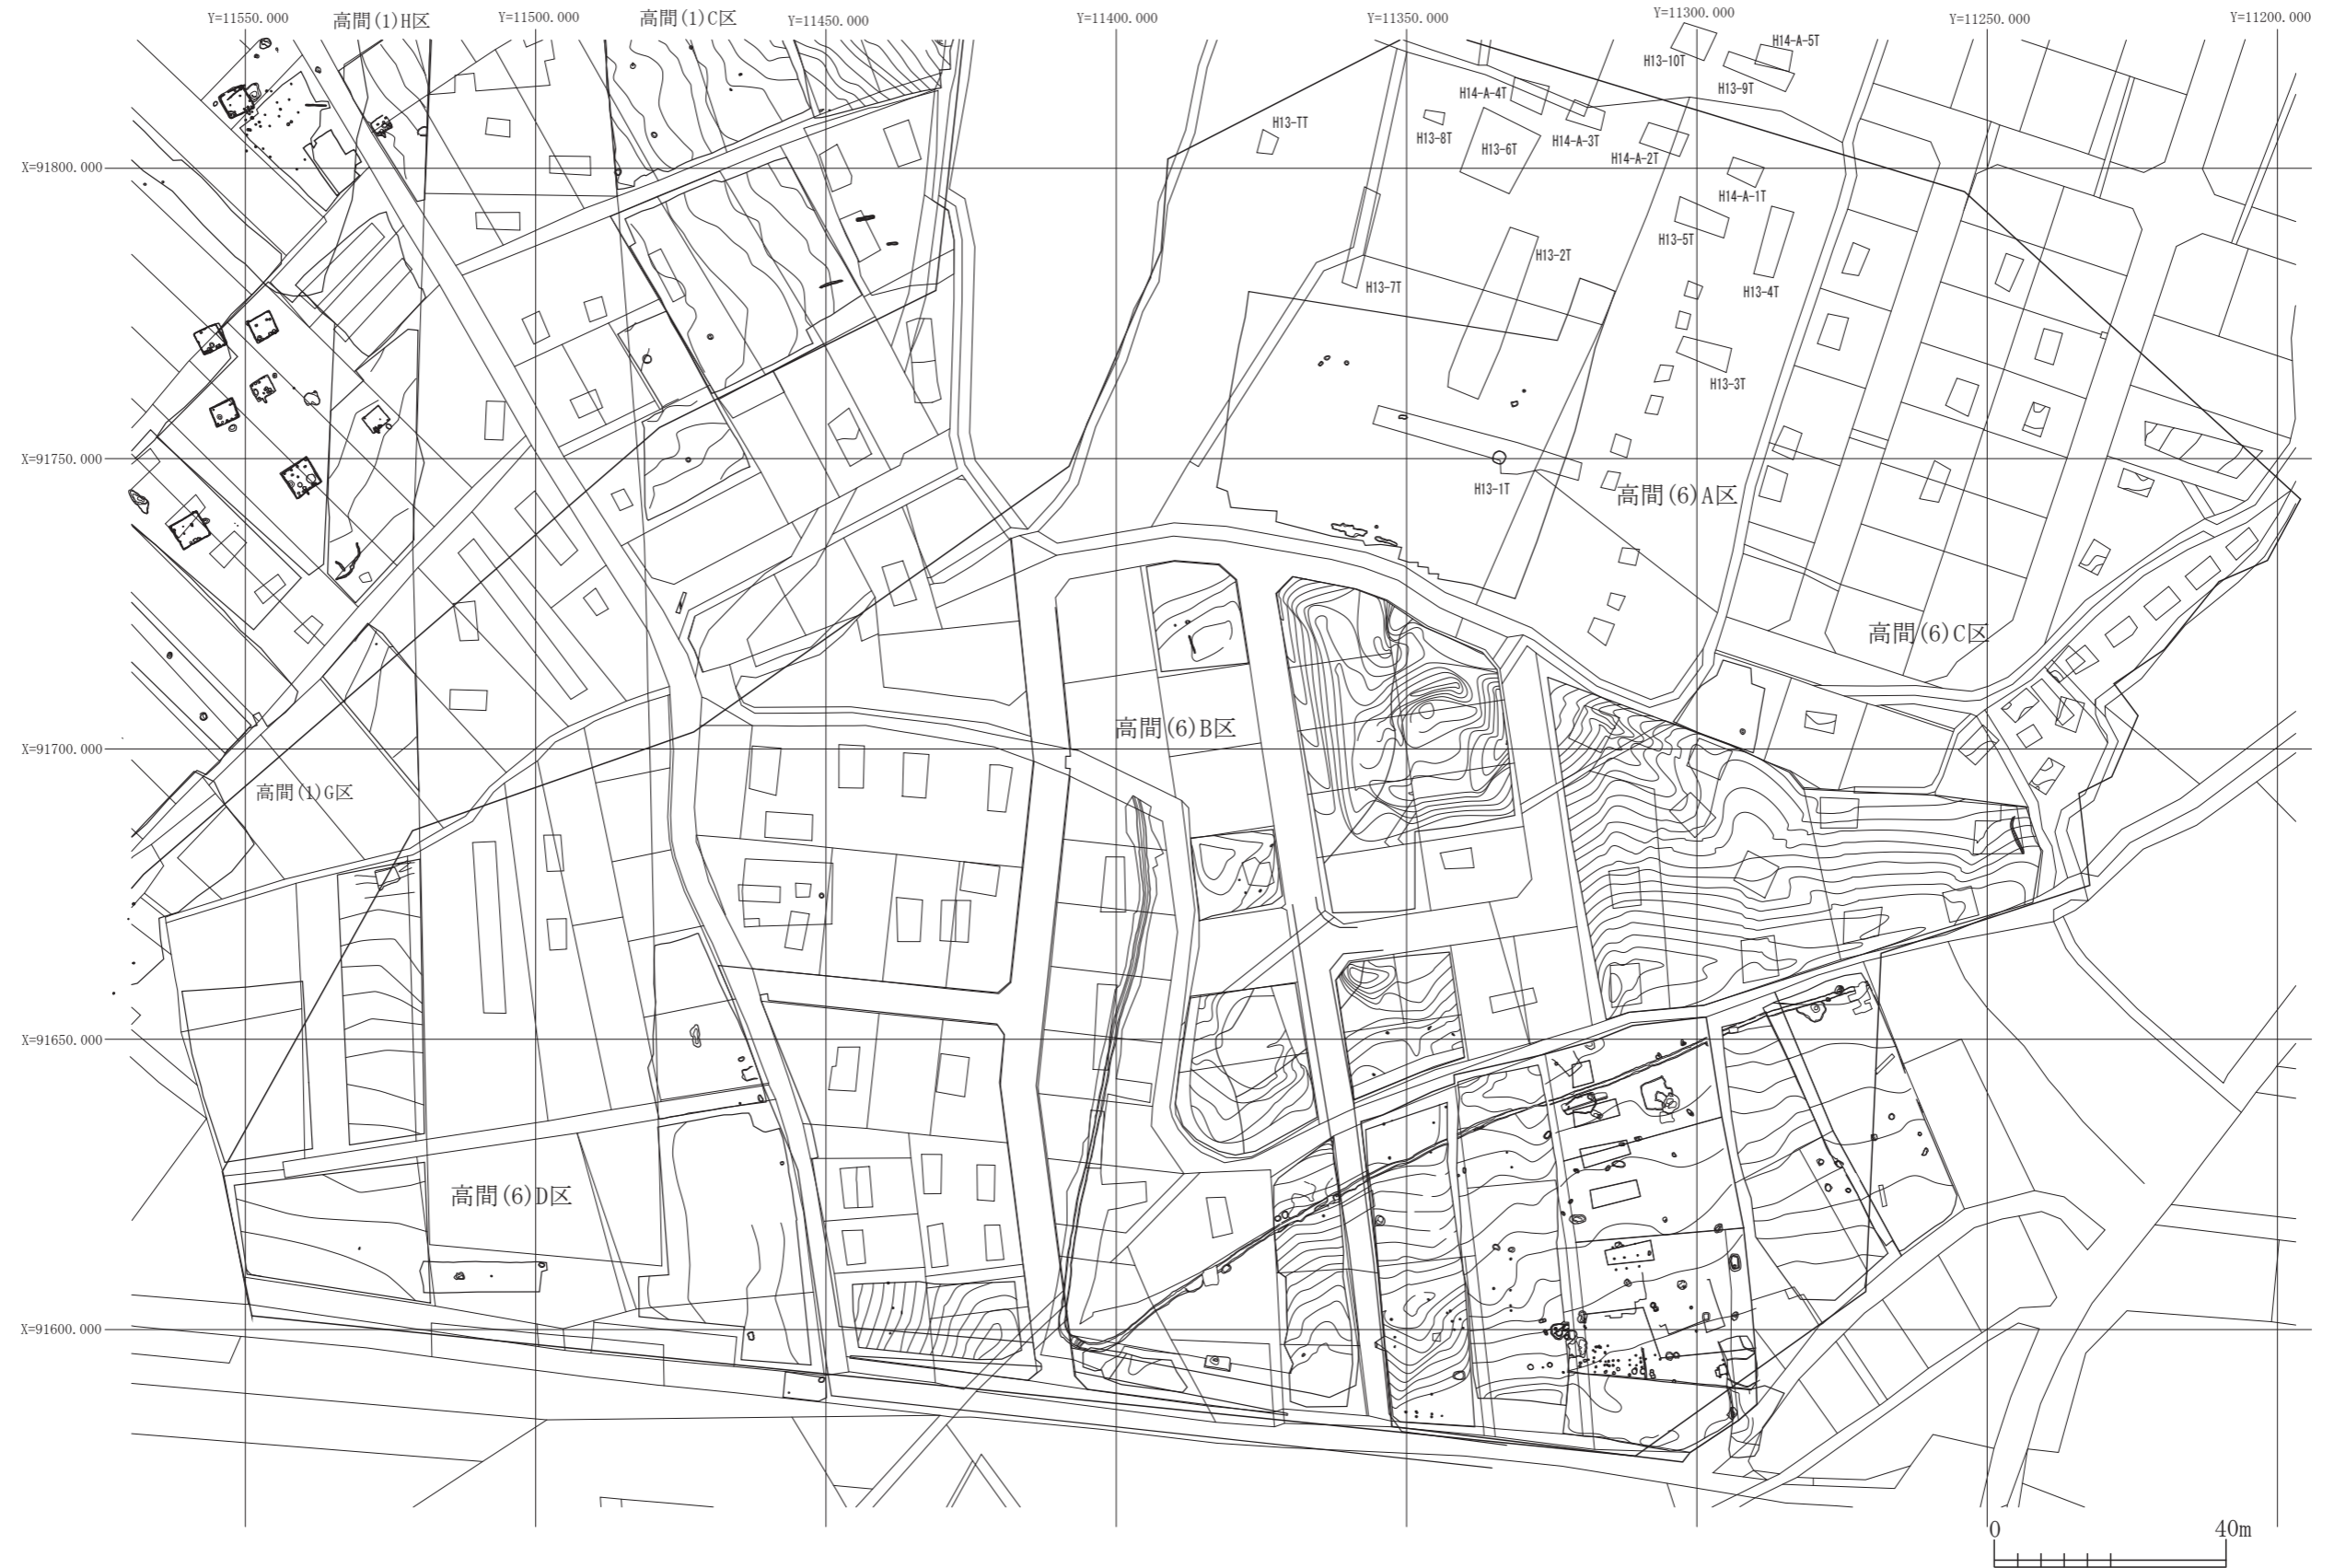 Y=11550.000
高間(1)H区
Y=11500.000
高間(1)C区
Y=11450.000
Y=11400.000
Y=11350.000
Y=11300.000
Y=11250.000
Y=11200.000
H14-A-5T
H13-10T
H13-9T
H14-A-4T
H13-TT
H13-8T
H13-6T
H14-A-3T
H14-A-2T
X=91800.000
H14-A-1T
H13-5T
H13-2T
H13-7T
H13-4T
H13-3T
X=91750.000
H13-1T
高間(6)A区
高間(6)C区
高間(6)B区
X=91700.000
高間(1)G区
X=91650.000
高間(6)D区
X=91600.000
0
40m